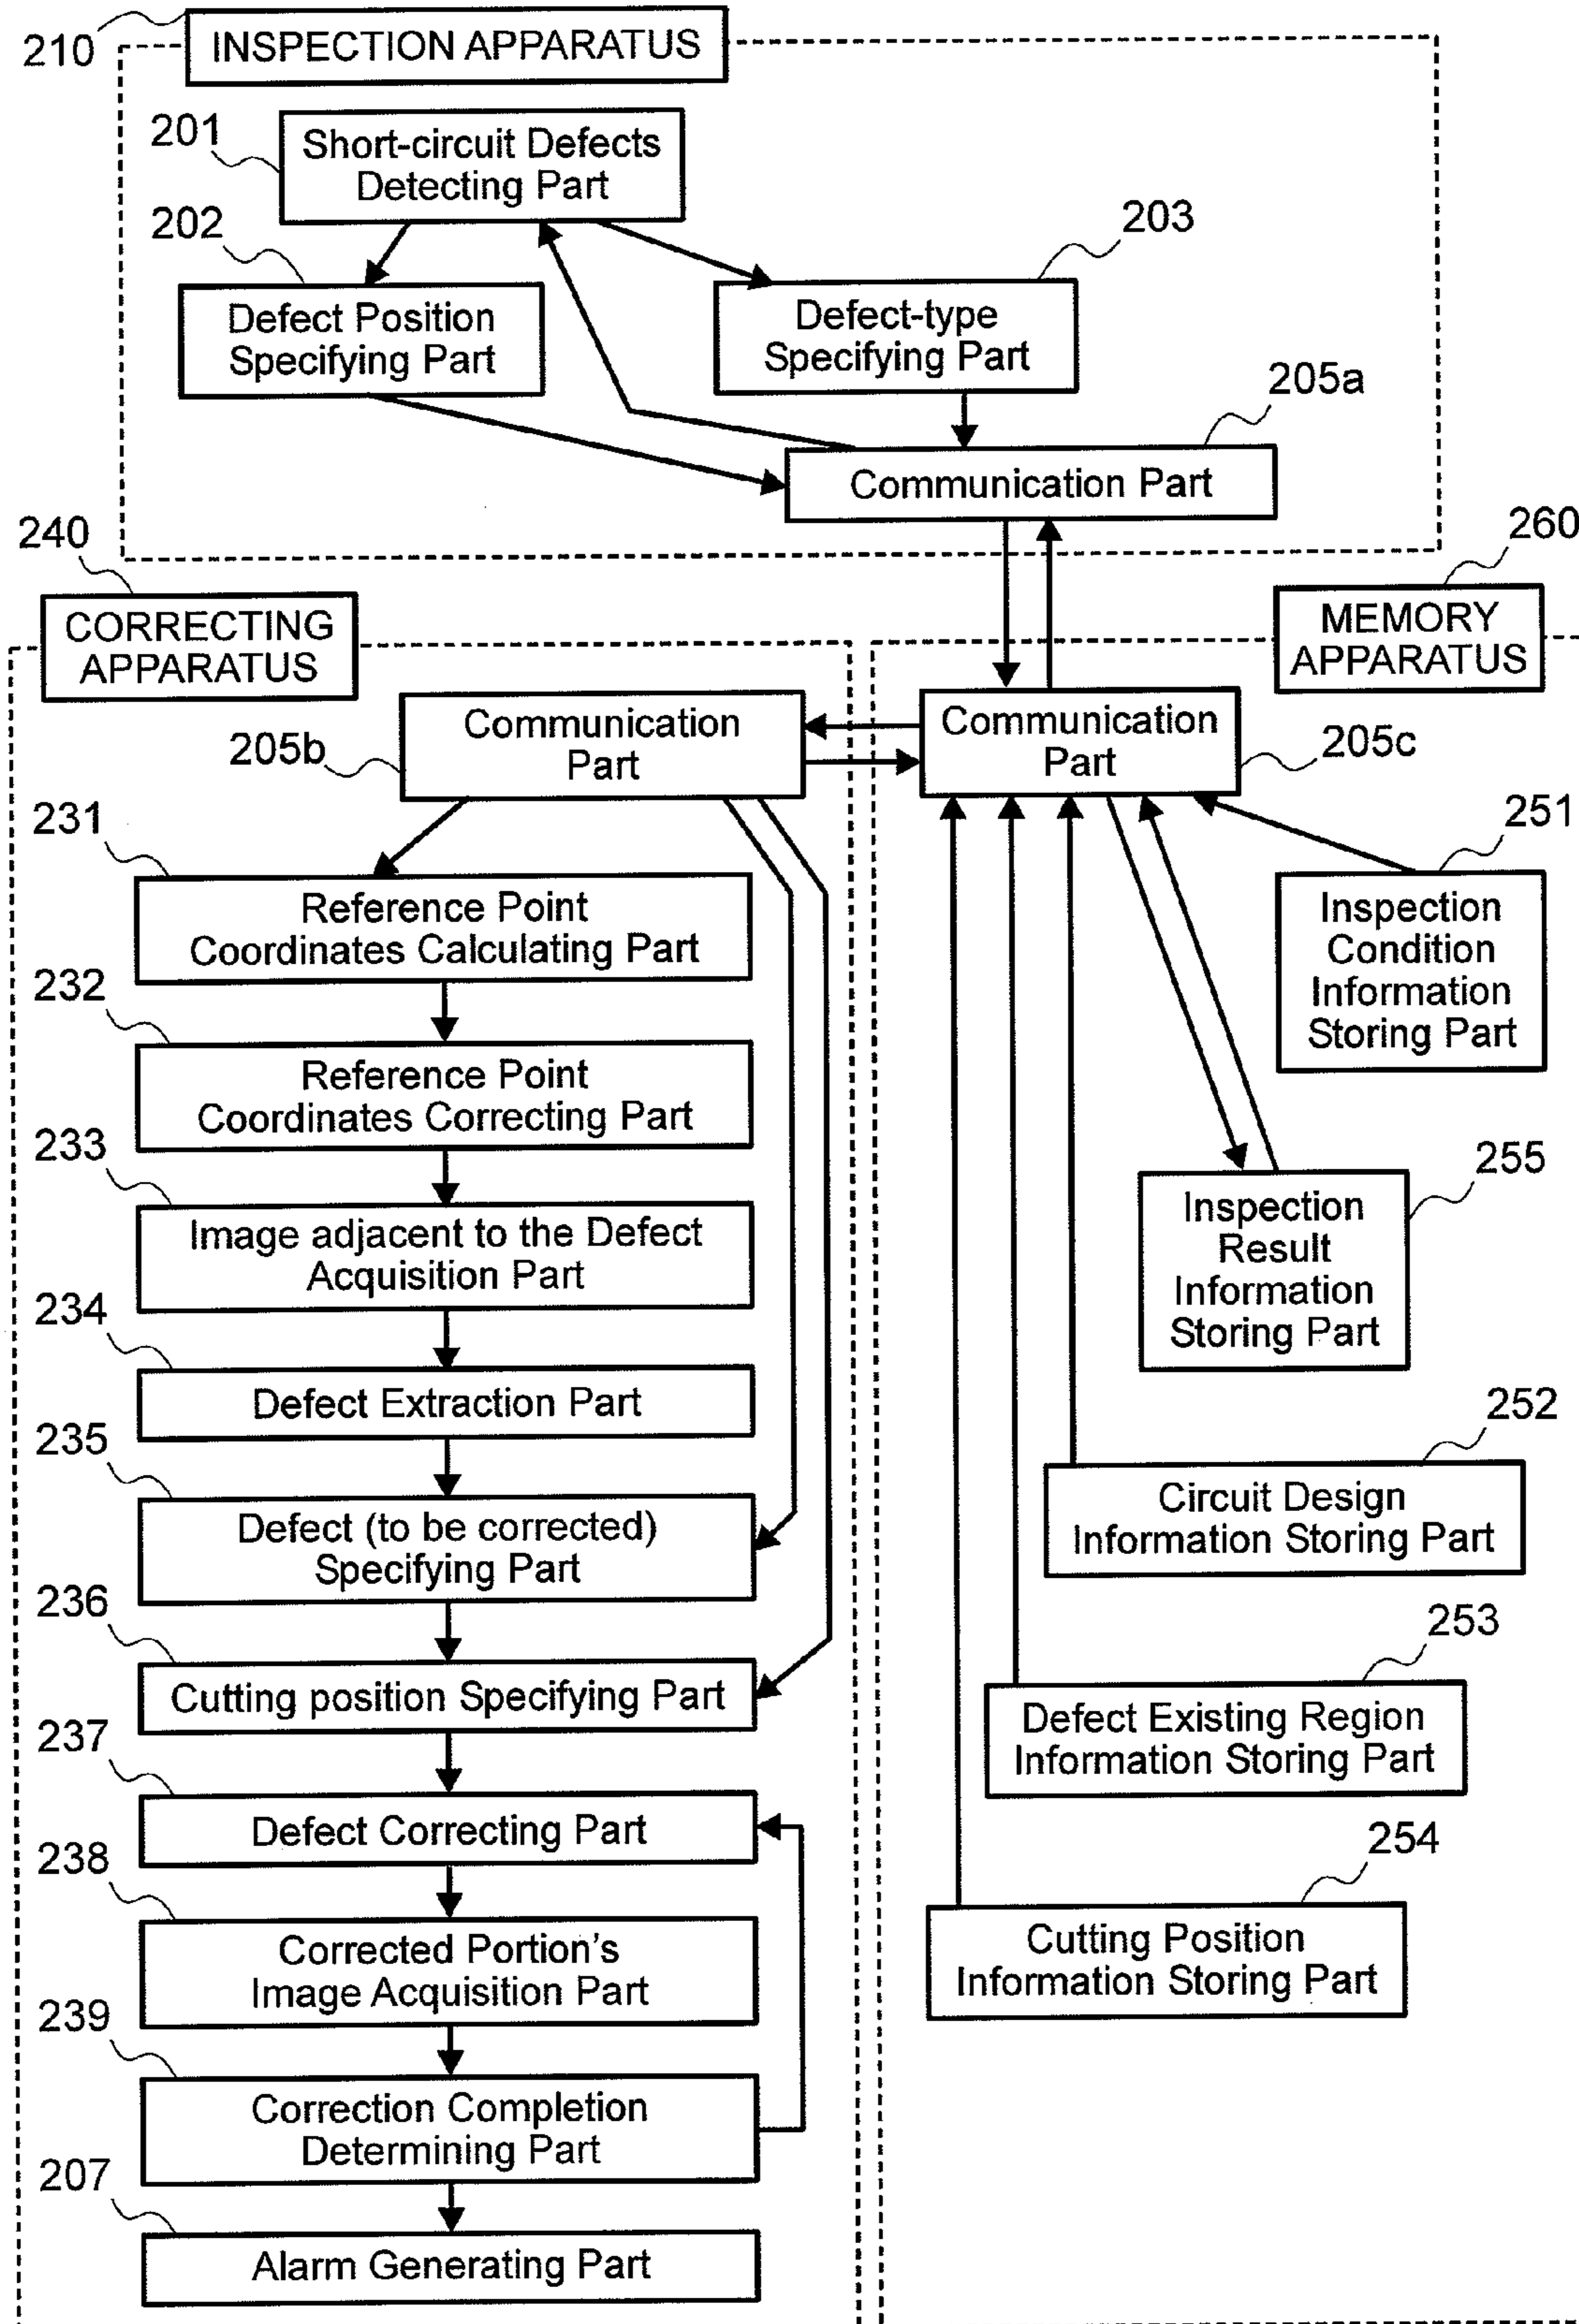 210
INSPECTION APPARATUS
201
Short-circuit Defects
Detecting Part
202
203
Defect Position
Specifying Part
Defect-type
Specifying Part
205a
Communication Part
240
260
CORRECTING
APPARATUS
MEMORY
APPARATUS
205b
Communication
Part
Communication
Part
205c
231
251
Reference Point
Coordinates Calculating Part
Inspection
Condition
Information
Storing Part
232
Reference Point
Coordinates Correcting Part
233
255
Image adjacent to the Defect
Acquisition Part
Inspection
Result
Information
Storing Part
234
Defect Extraction Part
252
235
Circuit Design
Information Storing Part
Defect (to be corrected)
Specifying Part
236
253
Cutting position Specifying Part
Defect Existing Region
Information Storing Part
237
Defect Correcting Part
254
238
Corrected Portion's
Image Acquisition Part
Cutting Position
Information Storing Part
239
Correction Completion
Determining Part
207
Alarm Generating Part